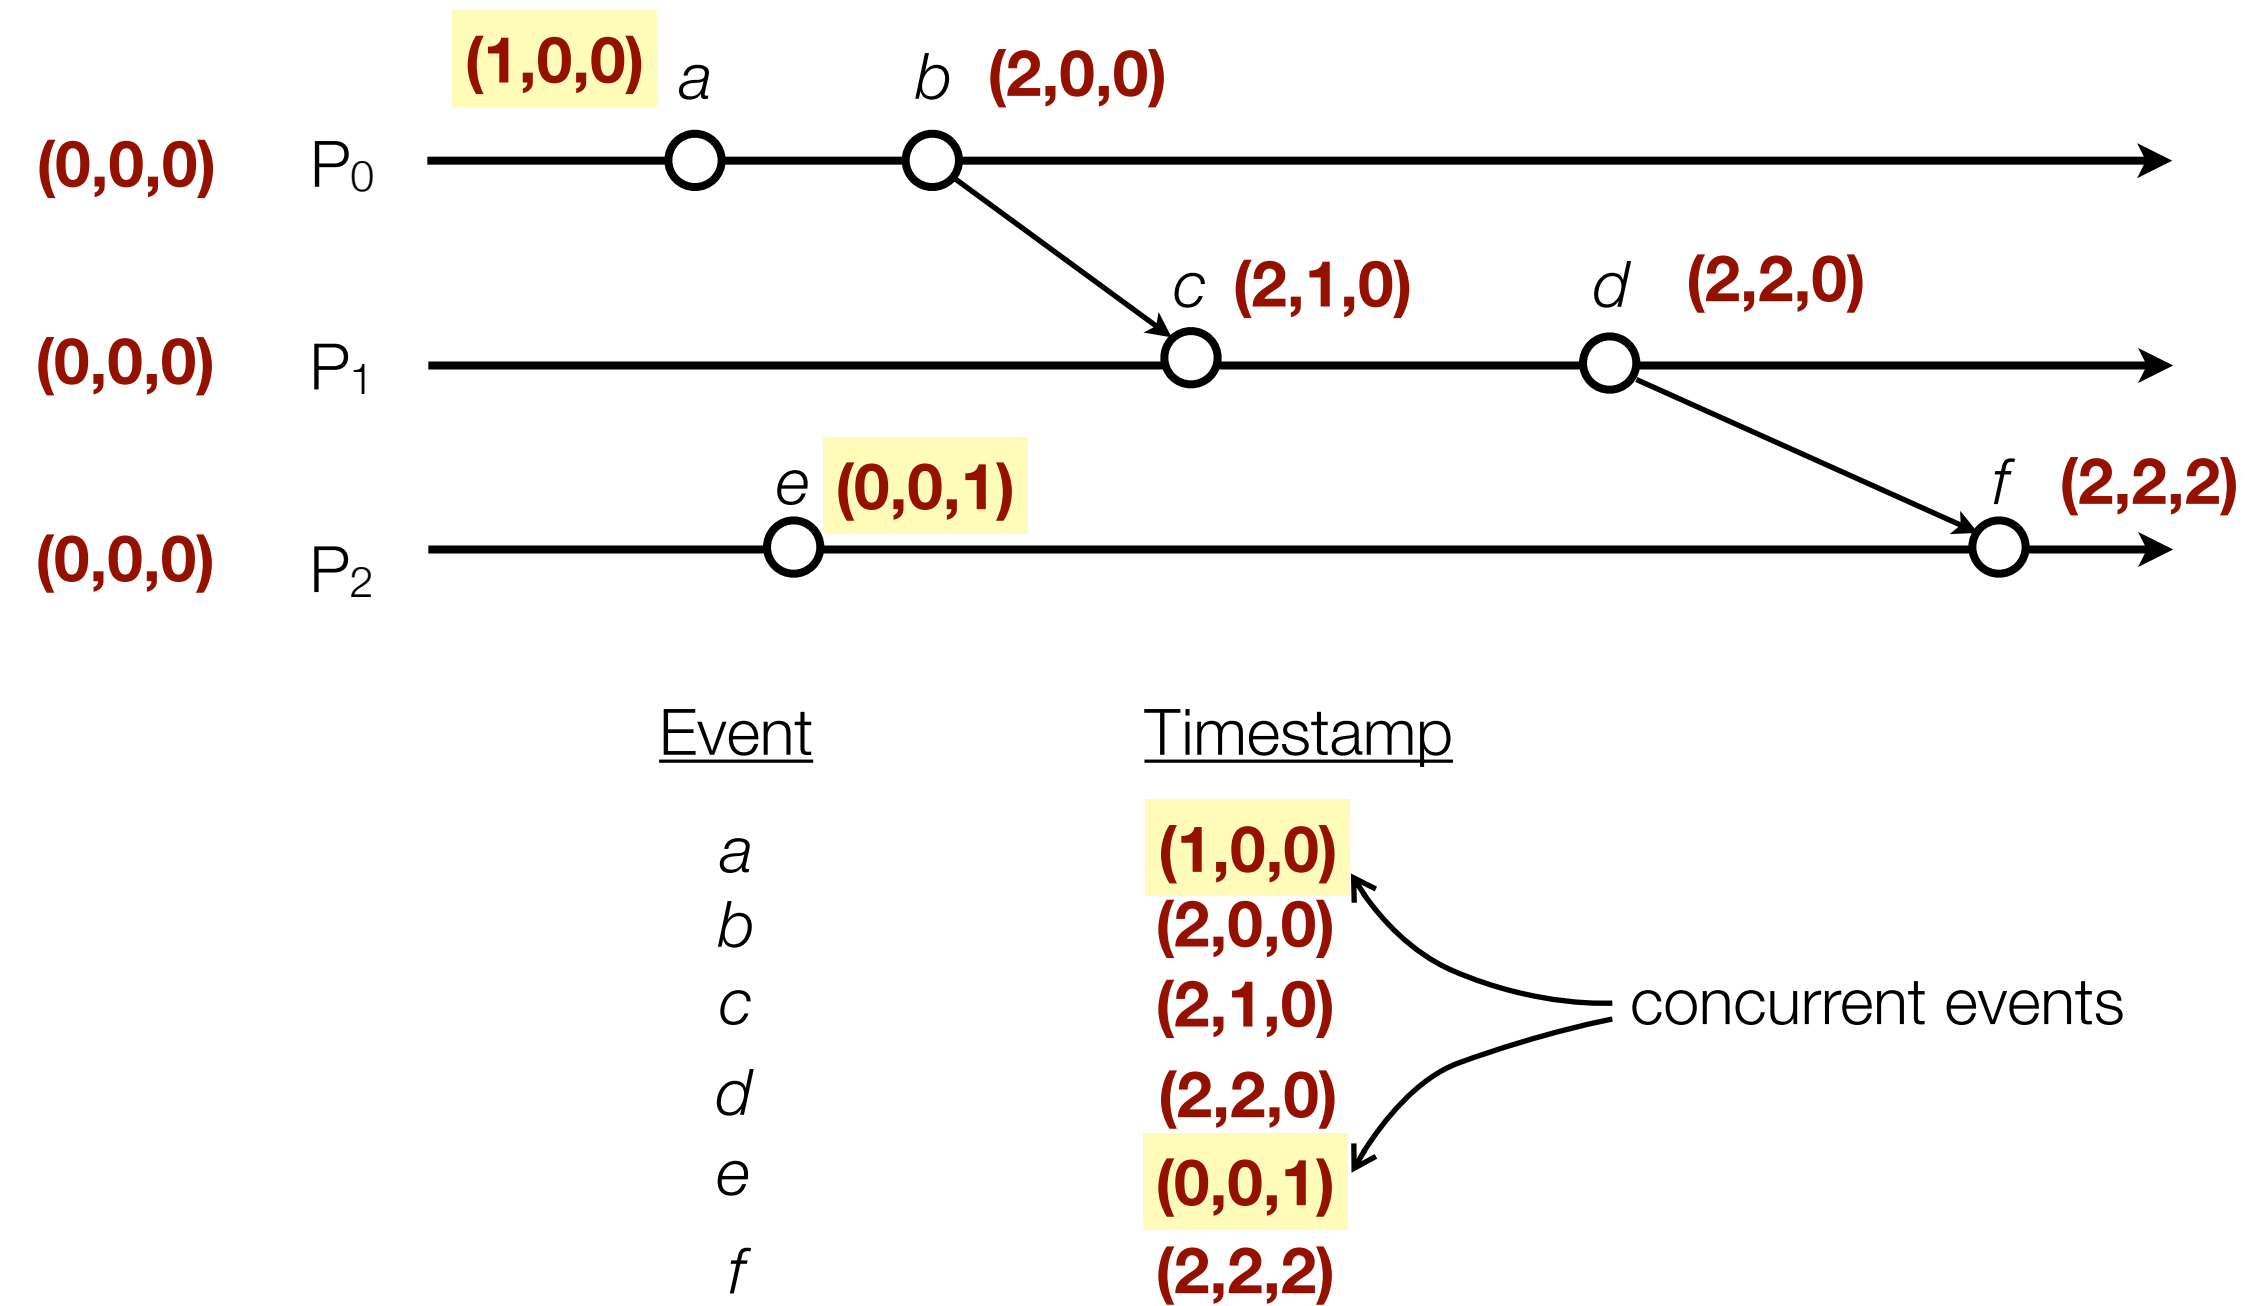 (1,0,0) a b (2,0,0)
(0,0,0) P₀
c (2,1,0) d (2,2,0)
(0,0,0) P₁
e (0,0,1) f (2,2,2)
(0,0,0) P₂
Event Timestamp
a (1,0,0)
b (2,0,0)
c (2,1,0) concurrent events
d (2,2,0)
e (0,0,1)
f (2,2,2)